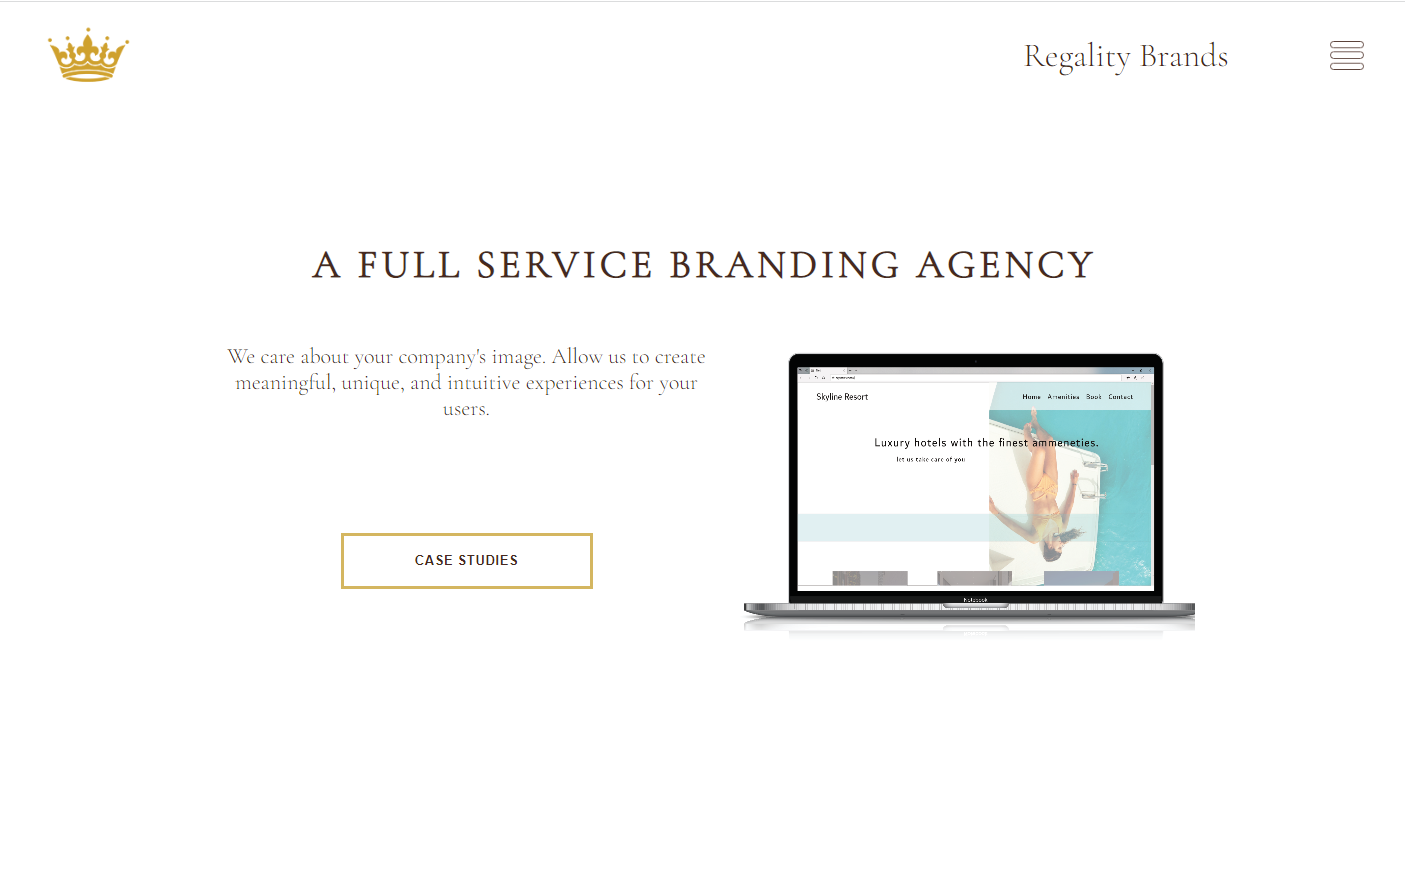 Regality Brands
A FULL SERVICE BRANDING AGENCY
We care about your company's image. Allow us to create
meaningful, unique, and intuitive experiences for your
users.
CASE STUDIES
Skyline Resort
Home Amenities Book Contact
Luxury hotels with the finest ammeneties.
let us take care of you
Notebook